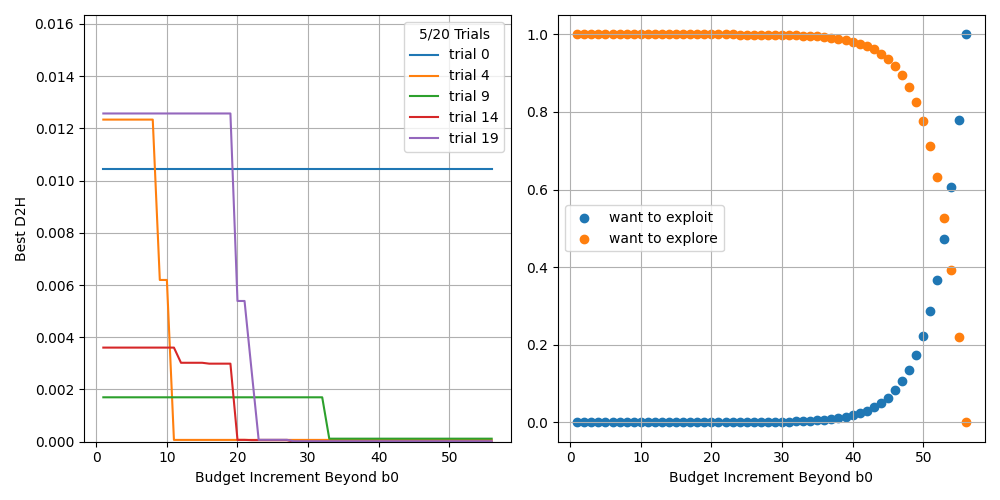 0.016
0.014
0.012
0.010
0.008
0.006
0.004
0.002
0.000
Best D2H
5/20 Trials
trial 0
trial 4
trial 9
trial 14
trial 19
0 10 20 30 40 50
Budget Increment Beyond b0
1.0
0.8
0.6
0.4
0.2
0.0
want to exploit
want to explore
0 10 20 30 40 50
Budget Increment Beyond b0